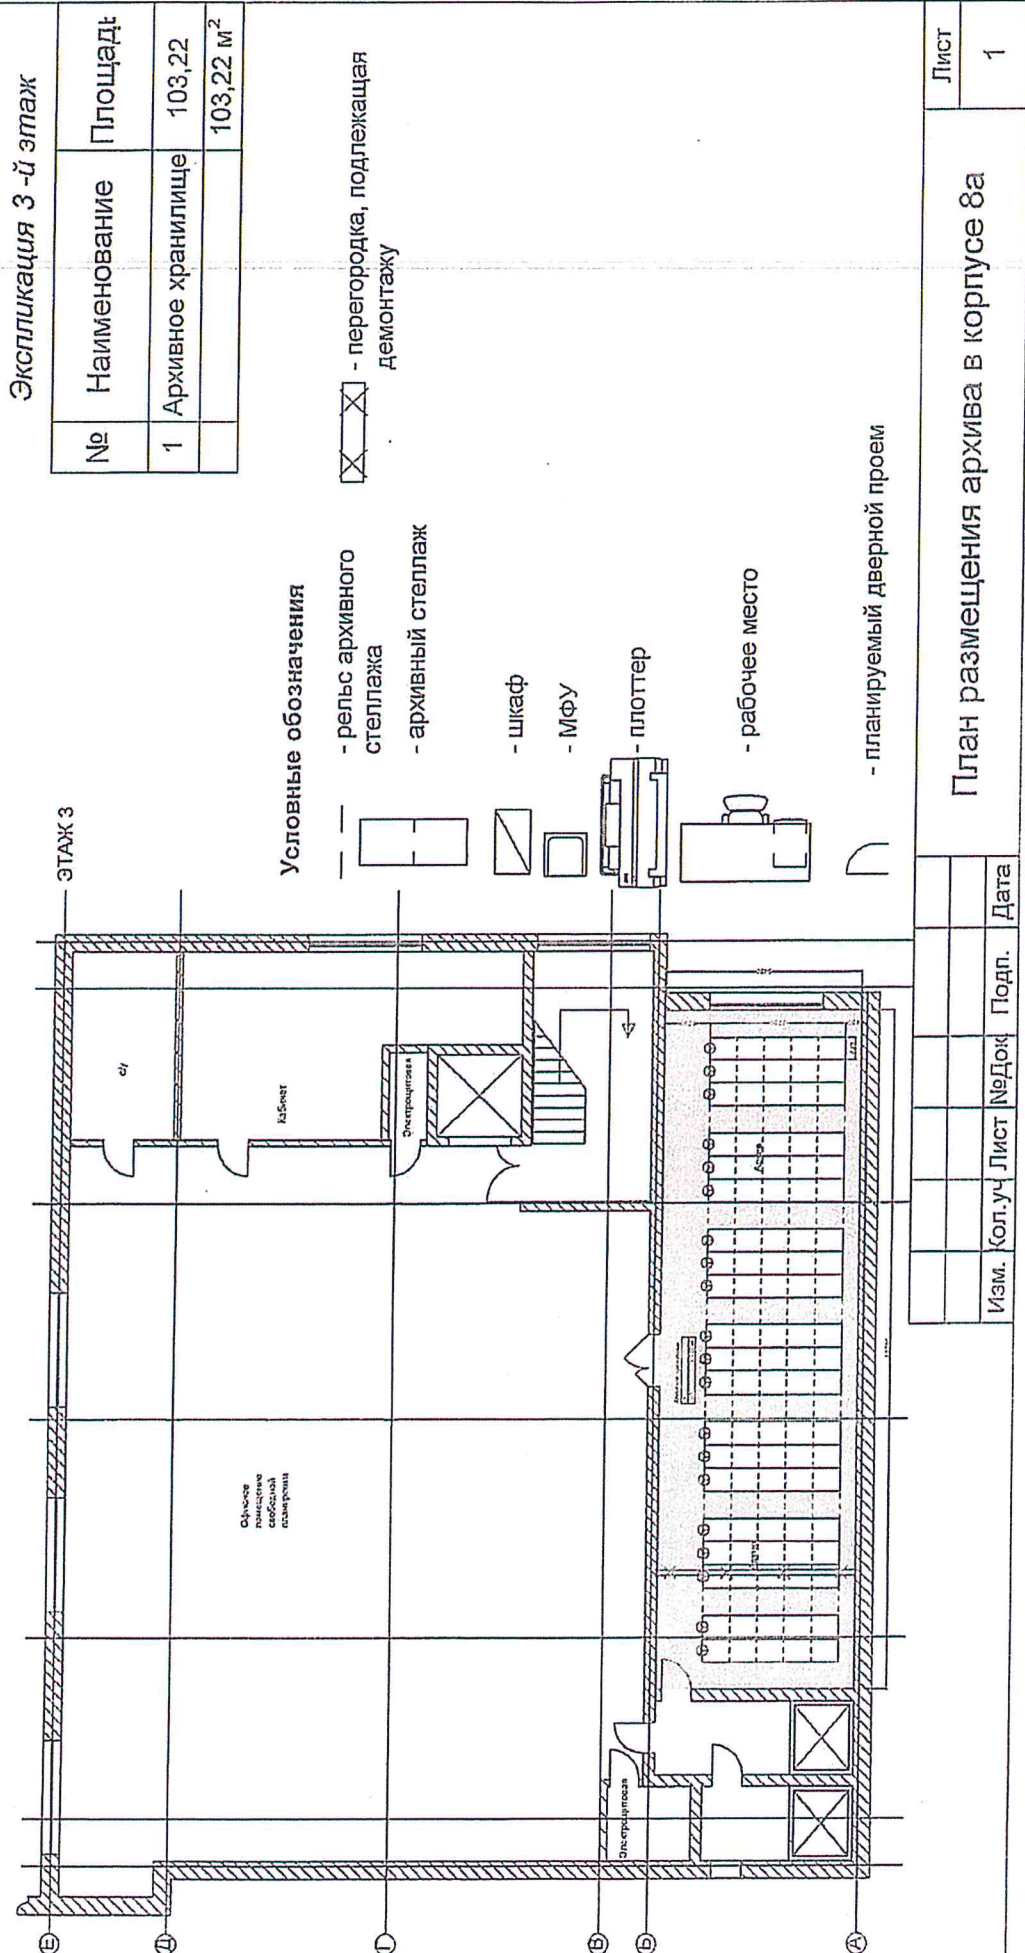 Экспликация 3 -й этаж
№ Наименование Площадь
1 Архивное хранилище 103,22
103,22 м²
ЭТАЖ 3
Условные обозначения
- рельс архивного
стеллажа
- архивный стеллаж
- шкаф
- МФУ
- плоттер
- рабочее место
- планируемый дверной проем
- перегородка, подлежащая
демонтажу
Е
Д
Г
В
Б
А
с/у
Кабинет
Электрощитовая
Офисное
помещение
свободной
планировки
Электрощитовая
Изм. Кол.уч Лист №Док Подп. Дата
План размещения архива в корпусе 8а
Лист
1